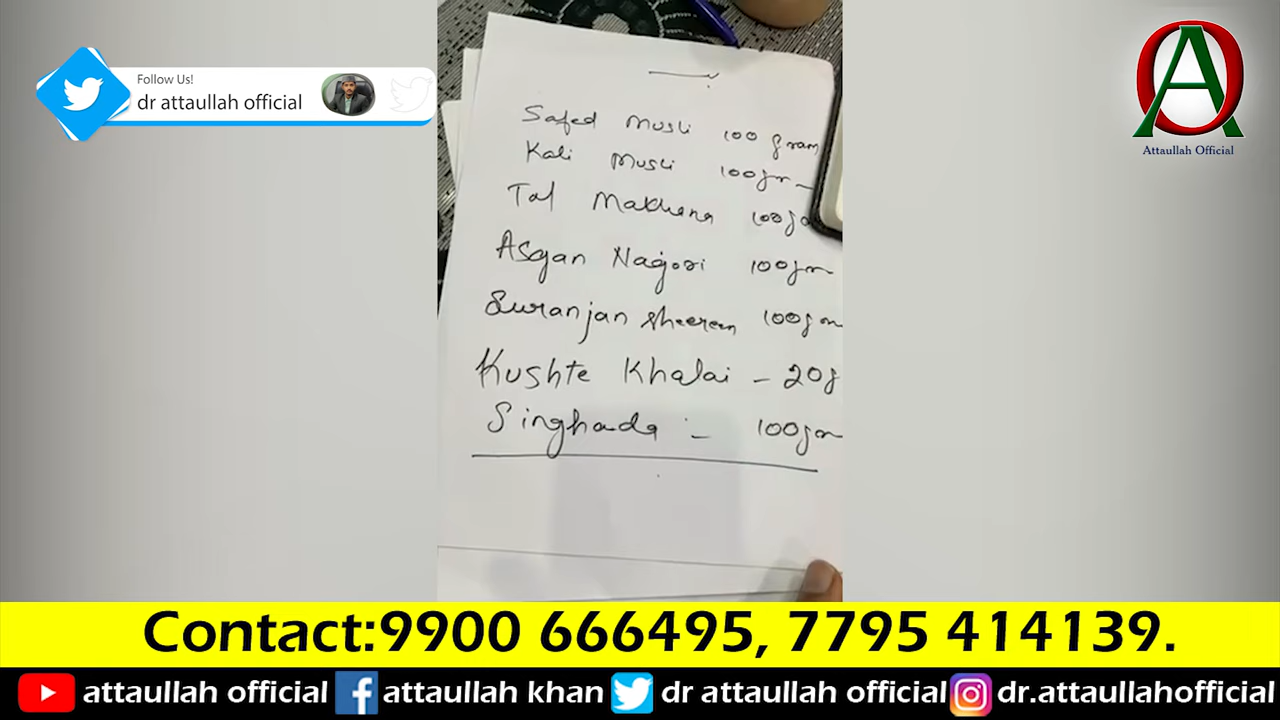 Follow Us!
dr attaullah official
Attaullah Official
Safed Musli 100 gram
Kali Musli 100gm
Tal Makhana 100g
Asgan Nagori 100gm
Suranjan sheereen 100gm
Kushte Khalai - 20g
Singhada - 100gm
Contact:9900 666495, 7795 414139.
attaullah official
attaullah khan
dr attaullah official
dr.attaullahofficial